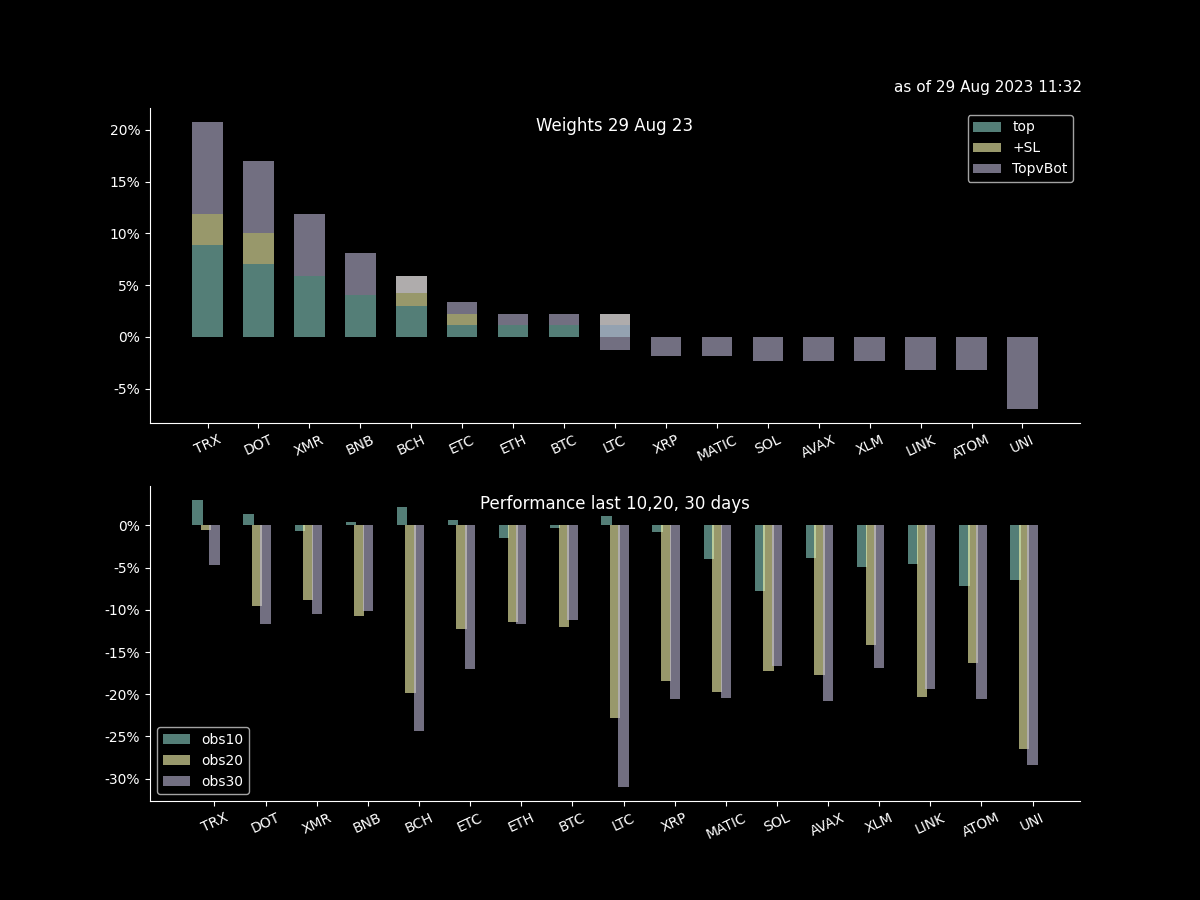 as of 29 Aug 2023 11:32
Weights 29 Aug 23
top
+SL
TopvBot
20%
15%
10%
5%
0%
-5%
TRX DOT XMR BNB BCH ETC ETH BTC LTC XRP MATIC SOL AVAX XLM LINK ATOM UNI
Performance last 10,20, 30 days
0%
-5%
-10%
-15%
-20%
-25%
-30%
obs10
obs20
obs30
TRX DOT XMR BNB BCH ETC ETH BTC LTC XRP MATIC SOL AVAX XLM LINK ATOM UNI